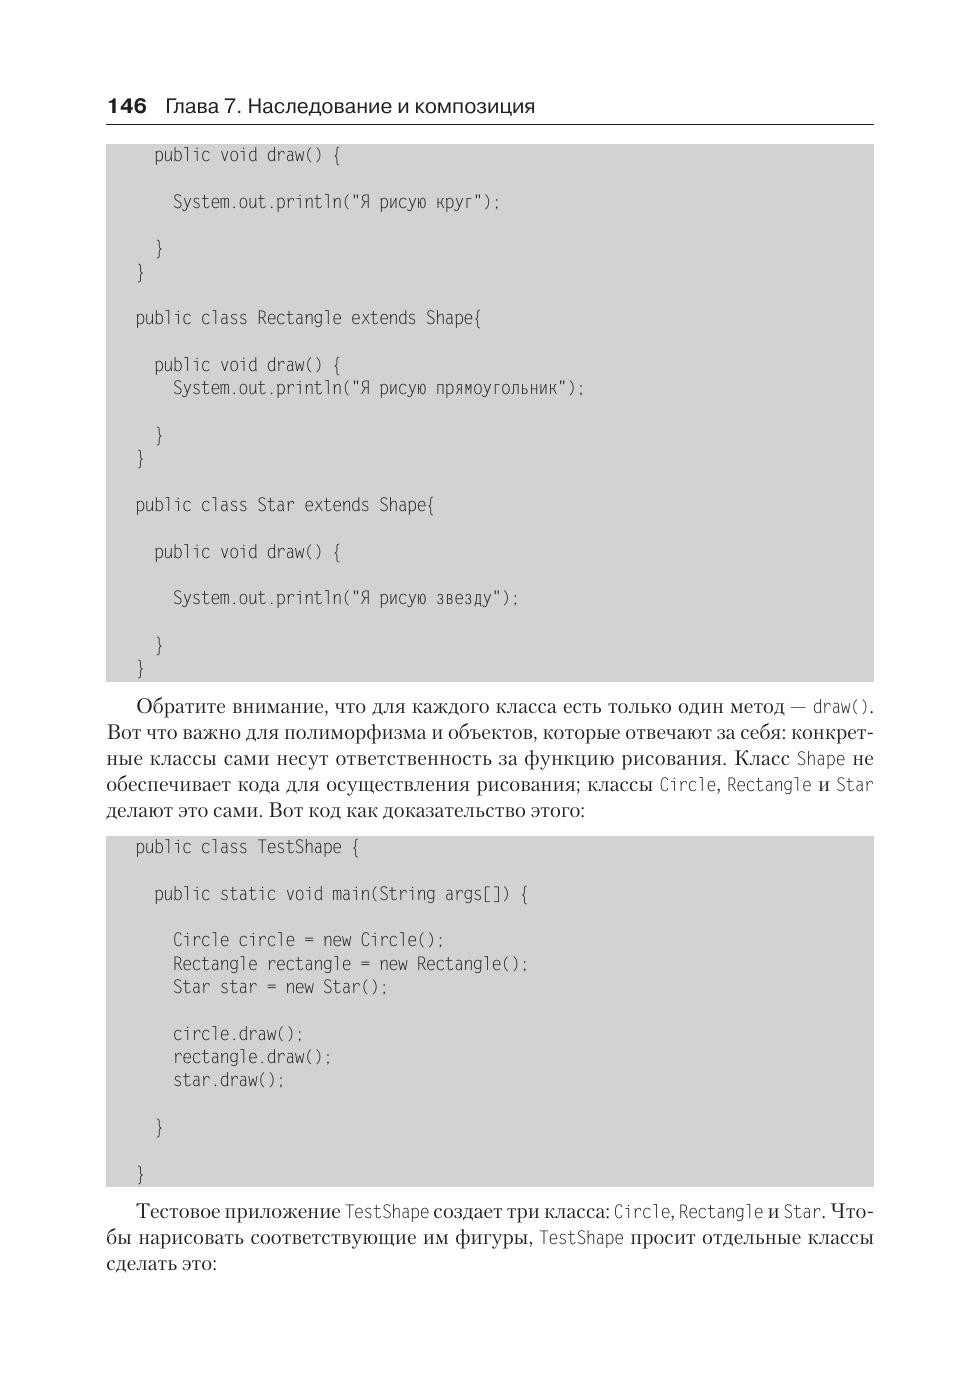 146 Глава 7. Наследование и композиция
public void draw() {
System.out.println("Я рисую круг");
}
}
public class Rectangle extends Shape{
public void draw() {
System.out.println("Я рисую прямоугольник");
}
}
public class Star extends Shape{
public void draw() {
System.out.println("Я рисую звезду");
}
}
Обратите внимание, что для каждого класса есть только один метод — draw().
Вот что важно для полиморфизма и объектов, которые отвечают за себя: конкрет-
ные классы сами несут ответственность за функцию рисования. Класс Shape не
обеспечивает кода для осуществления рисования; классы Circle, Rectangle и Star
делают это сами. Вот код как доказательство этого:
public class TestShape {
public static void main(String args[]) {
Circle circle = new Circle();
Rectangle rectangle = new Rectangle();
Star star = new Star();
circle.draw();
rectangle.draw();
star.draw();
}
}
Тестовое приложение TestShape создает три класса: Circle, Rectangle и Star. Что-
бы нарисовать соответствующие им фигуры, TestShape просит отдельные классы
сделать это: